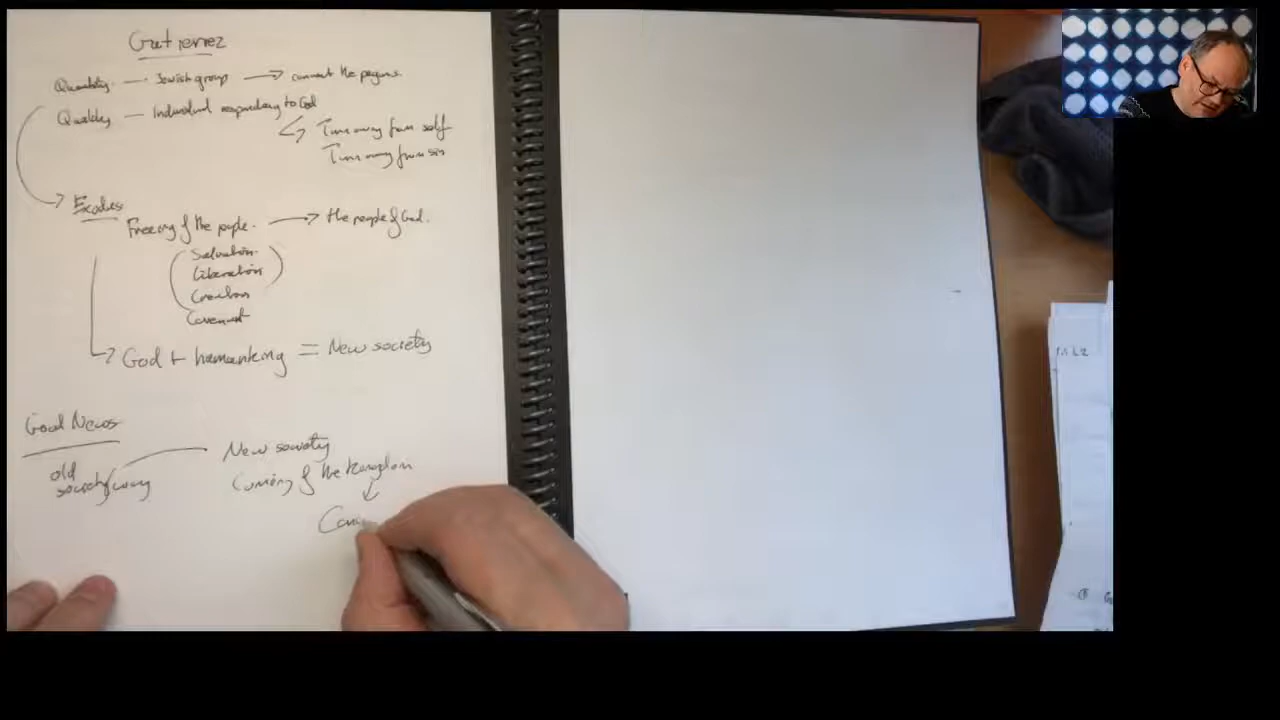 Gutierrez
Quantity — Jewish group → convert the pagans.
Quality — Individual responding to God
→ Turn away from self
Turn away from sin
Exodus
Freeing of the people. → the people of God.
Salvation
Liberation
Creation
Covenant
God + humanking = New society
Good News
New society
old
society
Coming of the Kingdom